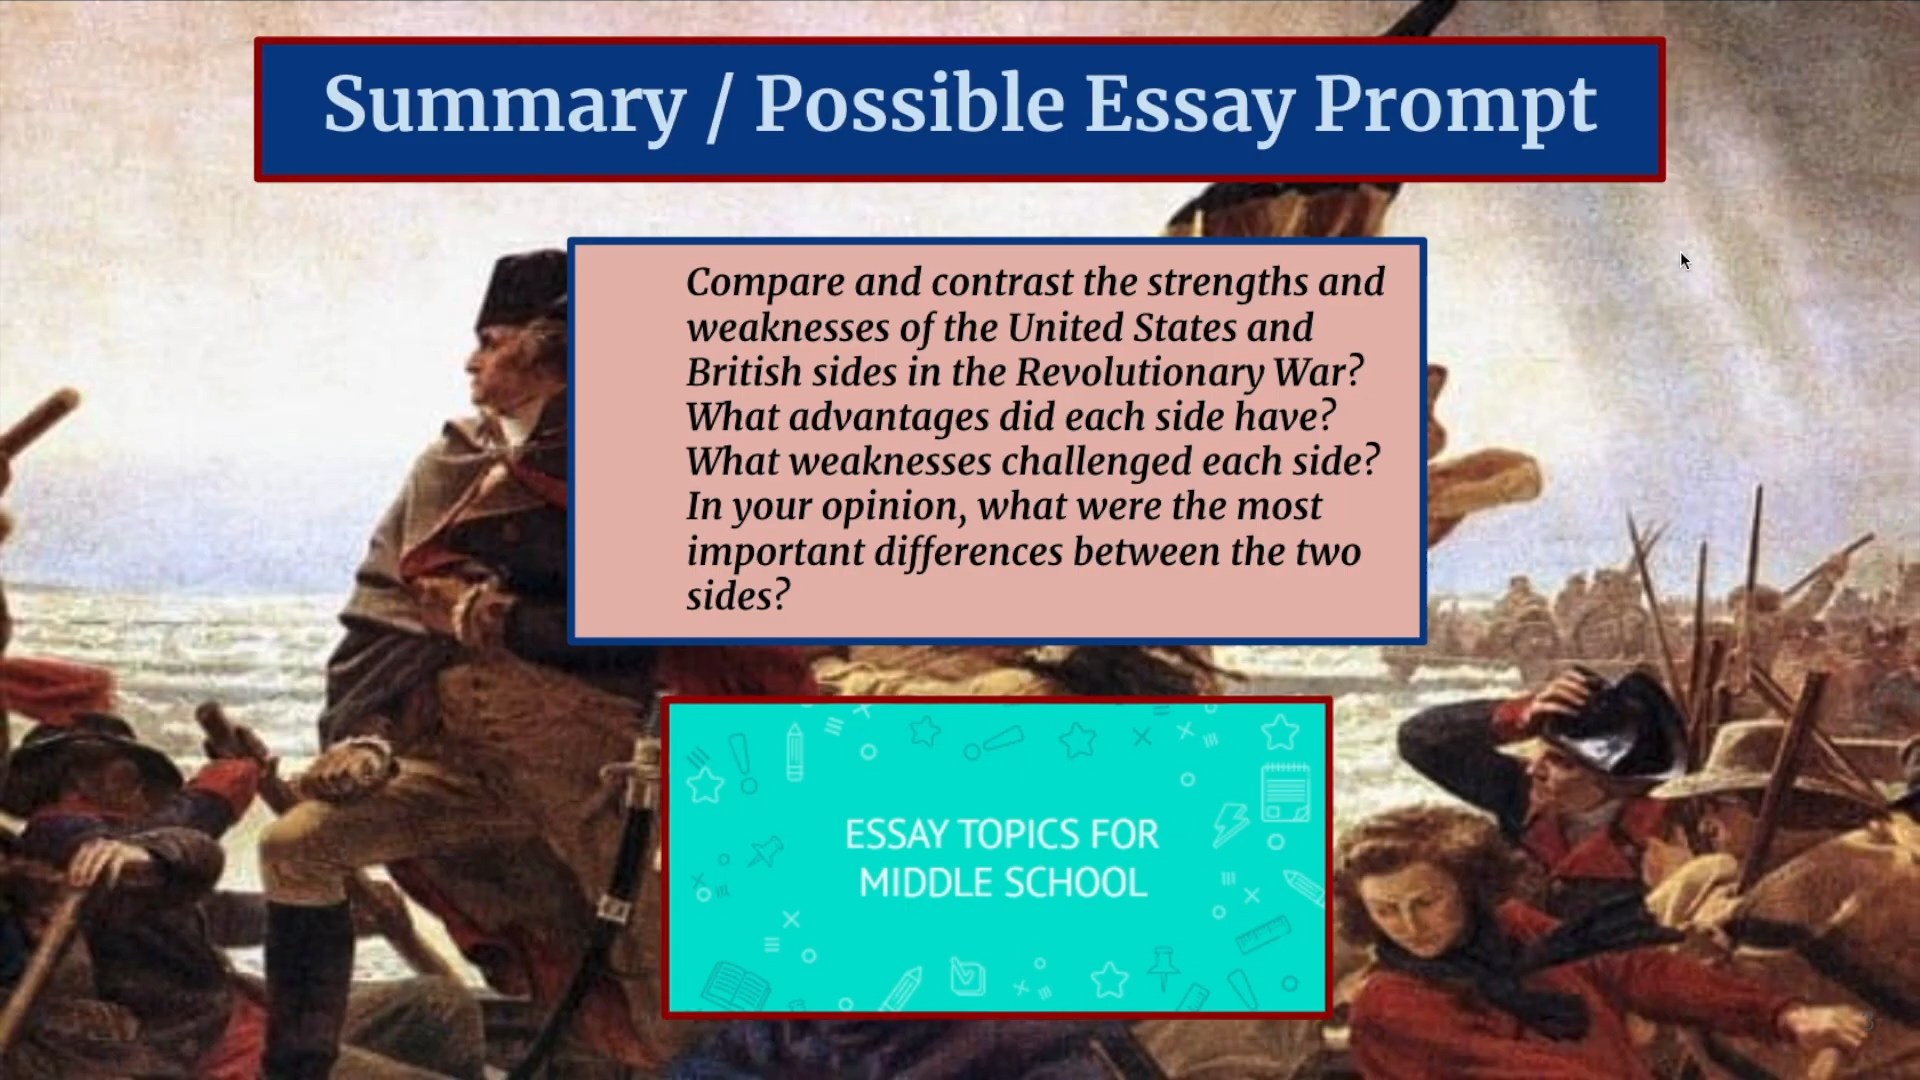 Summary / Possible Essay Prompt
Compare and contrast the strengths and
weaknesses of the United States and
British sides in the Revolutionary War?
What advantages did each side have?
What weaknesses challenged each side?
In your opinion, what were the most
important differences between the two
sides?
ESSAY TOPICS FOR
MIDDLE SCHOOL